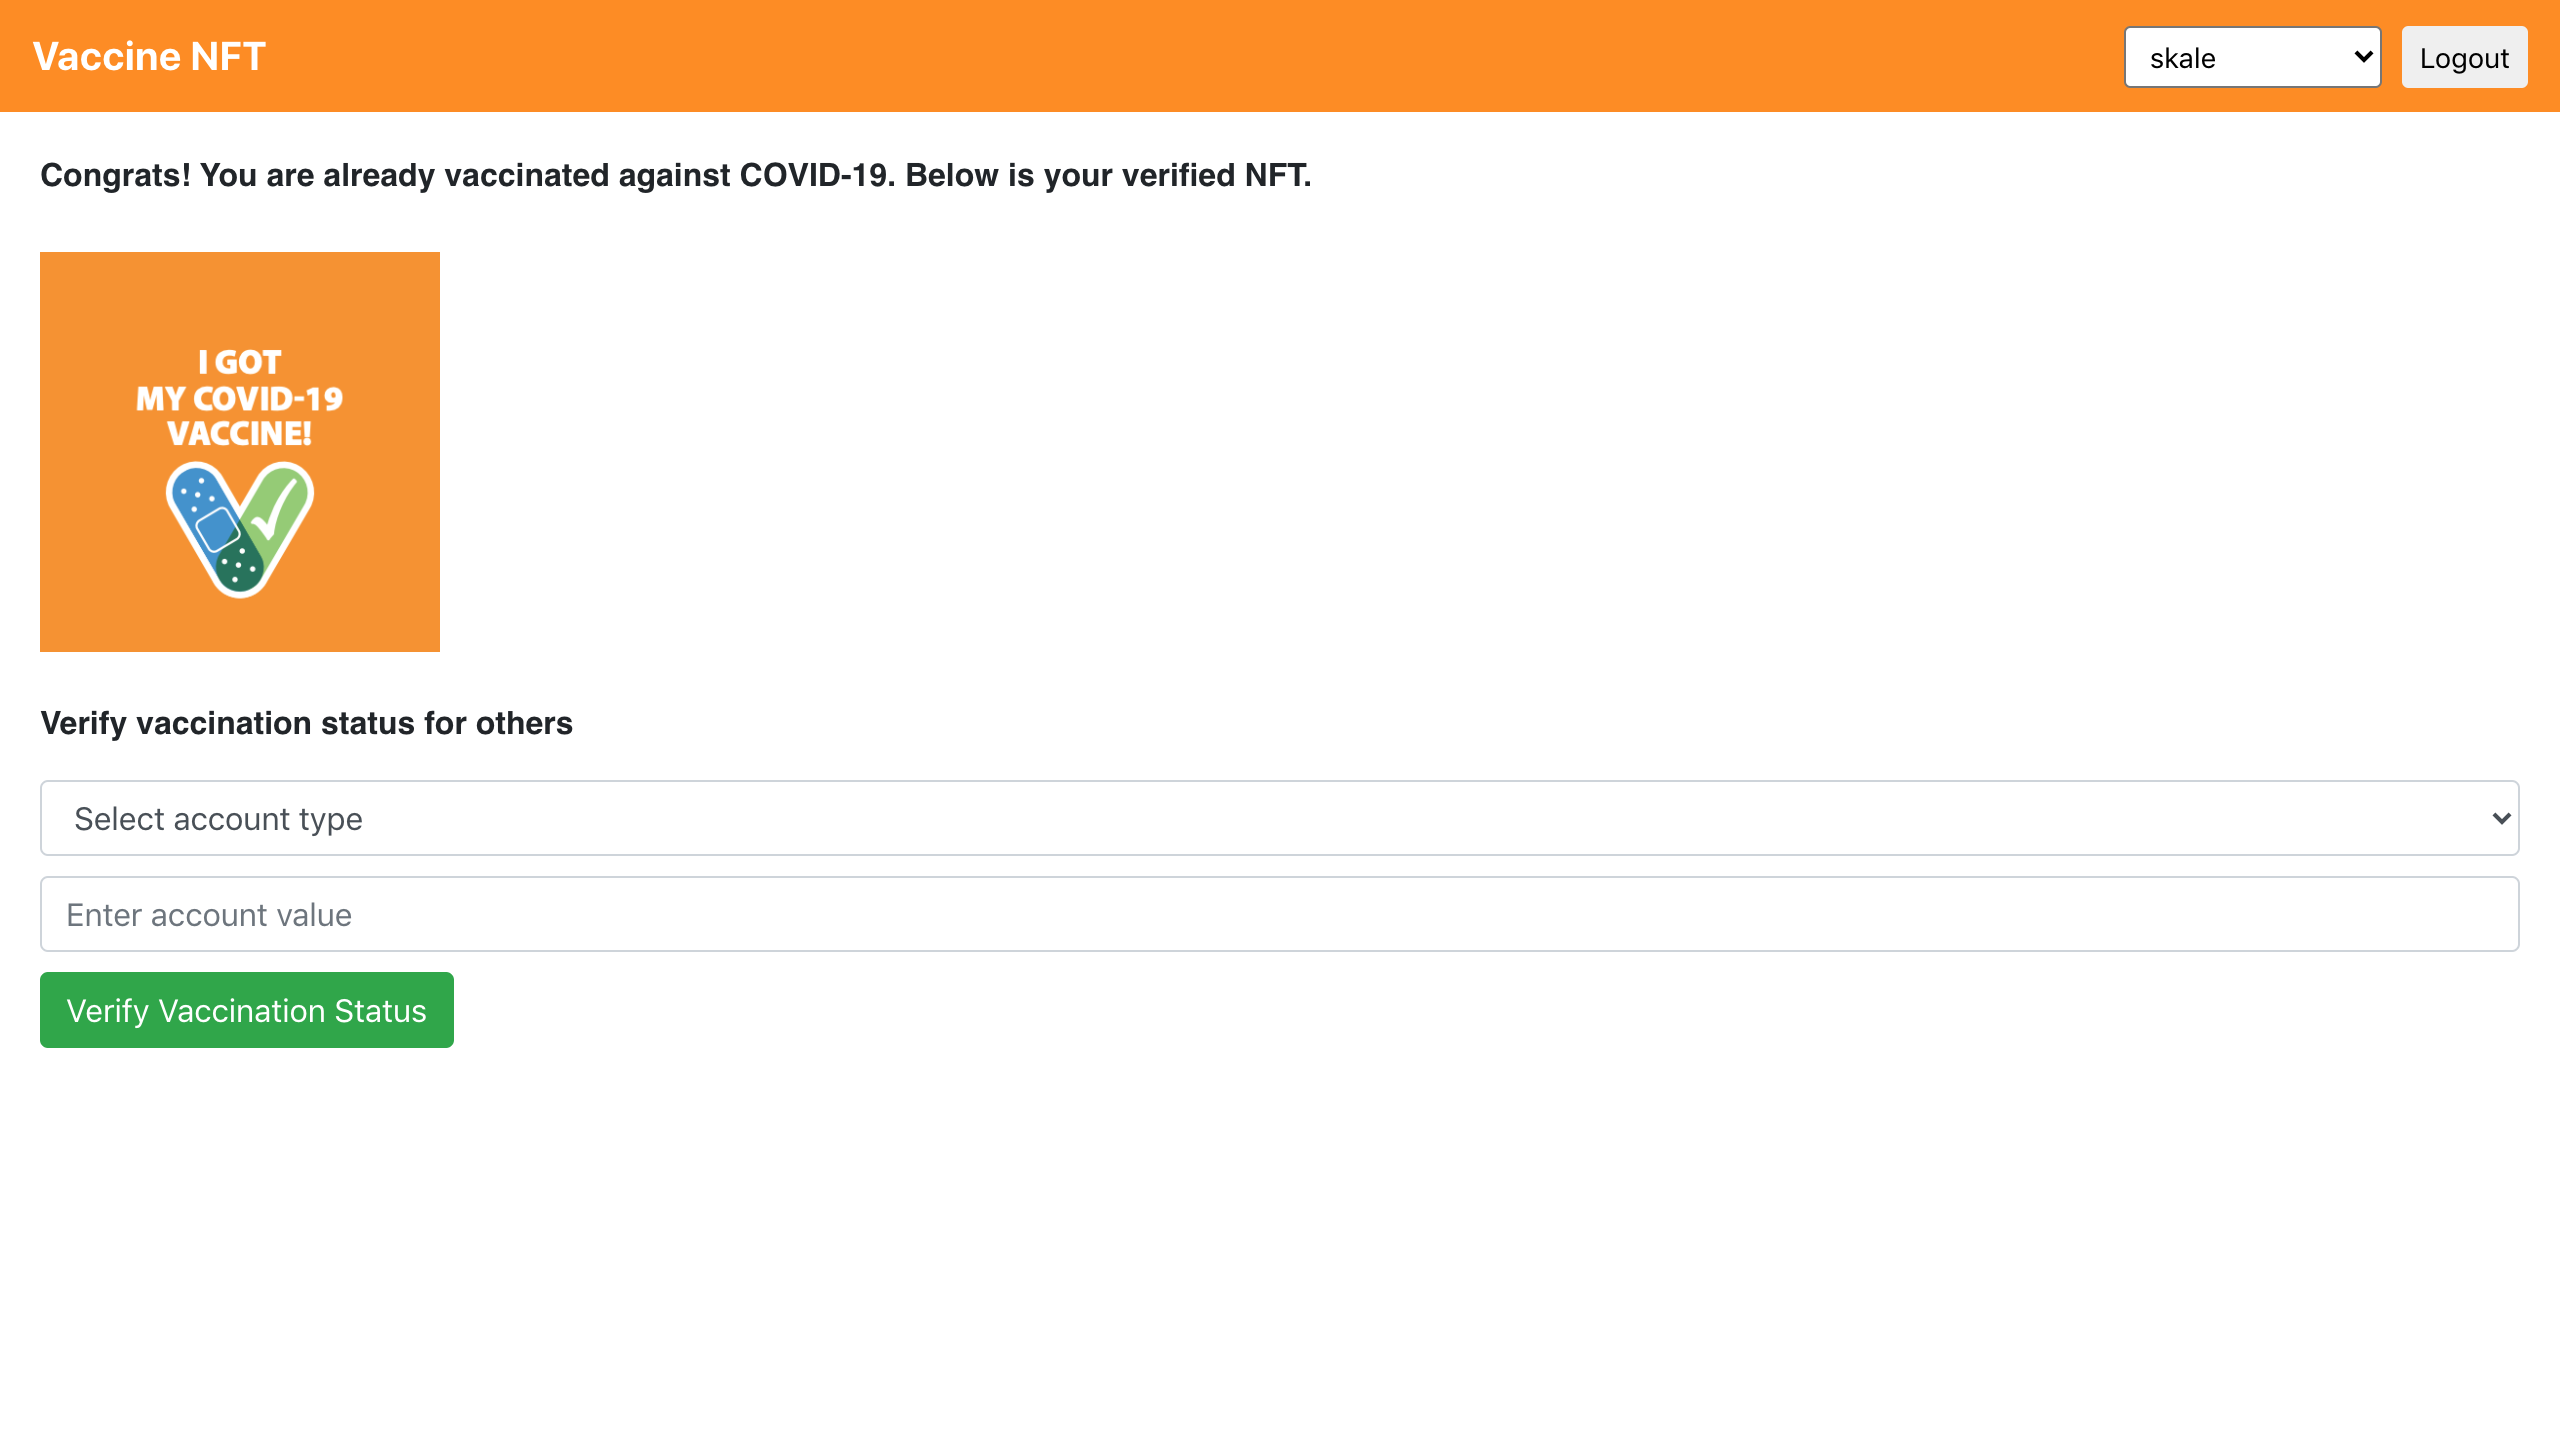 Vaccine NFT
skale
Logout
Congrats! You are already vaccinated against COVID-19. Below is your verified NFT.
I GOT
MY COVID-19
VACCINE!
Verify vaccination status for others
Select account type
Enter account value
Verify Vaccination Status